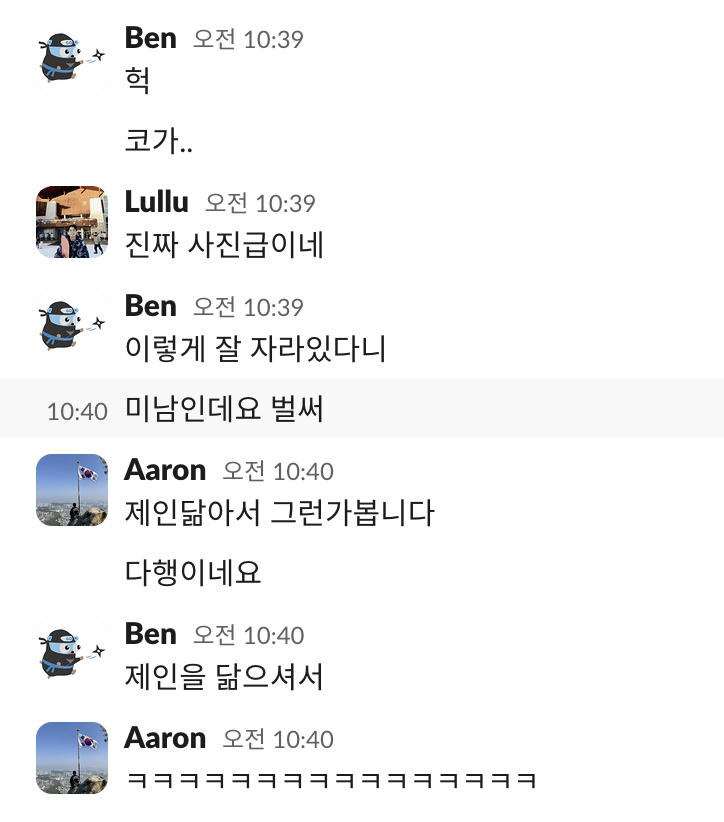 Ben 오전 10:39
헉
코가..
Lullu 오전 10:39
진짜 사진급이네
Ben 오전 10:39
이렇게 잘 자라있다니
10:40 미남인데요 벌써
Aaron 오전 10:40
제인닮아서 그런가봅니다
다행이네요
Ben 오전 10:40
제인을 닮으셔서
Aaron 오전 10:40
ㅋㅋㅋㅋㅋㅋㅋㅋㅋㅋㅋㅋㅋㅋㅋㅋ